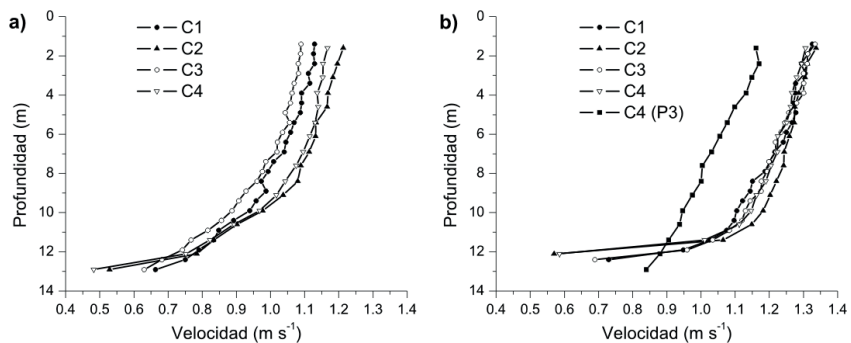 a)
C1
C2
C3
C4
Profundidad (m)
0
2
4
6
8
10
12
14
0.4 0.5 0.6 0.7 0.8 0.9 1.0 1.1 1.2 1.3 1.4
Velocidad (m s-1)
b)
C1
C2
C3
C4
C4 (P3)
Profundidad (m)
0
2
4
6
8
10
12
14
0.4 0.5 0.6 0.7 0.8 0.9 1.0 1.1 1.2 1.3 1.4
Velocidad (m s-1)